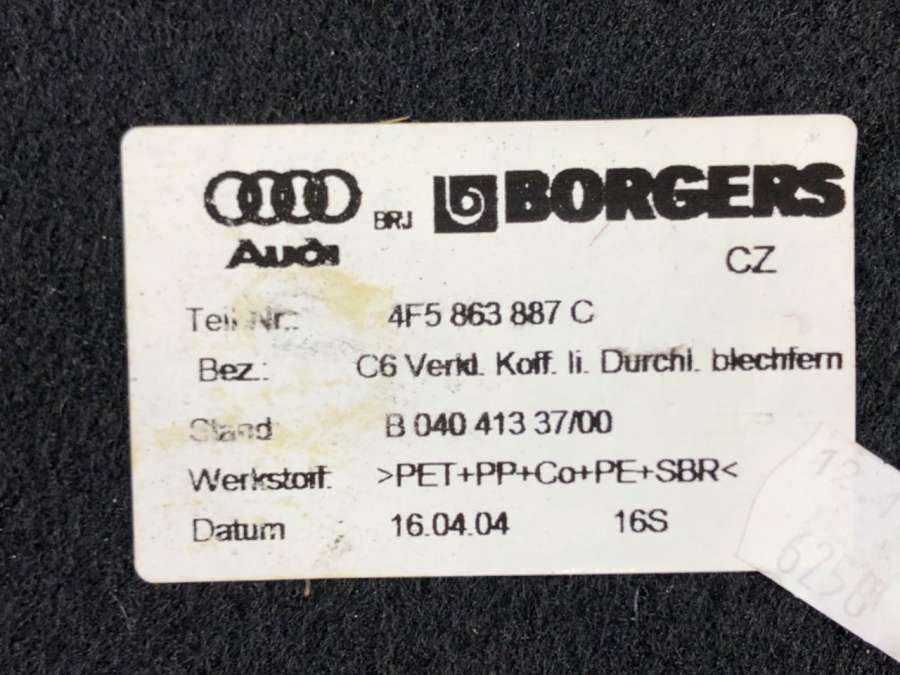 Audi BRJ BORGERS
CZ
Teil Nr.: 4F5 863 887 C
Bez.: C6 Verkl. Koff. li. Durchl. blechfern
Stand B 040 413 37/00
Werkstoff: >PET+PP+Co+PE+SBR<
Datum 16.04.04 16S
6250